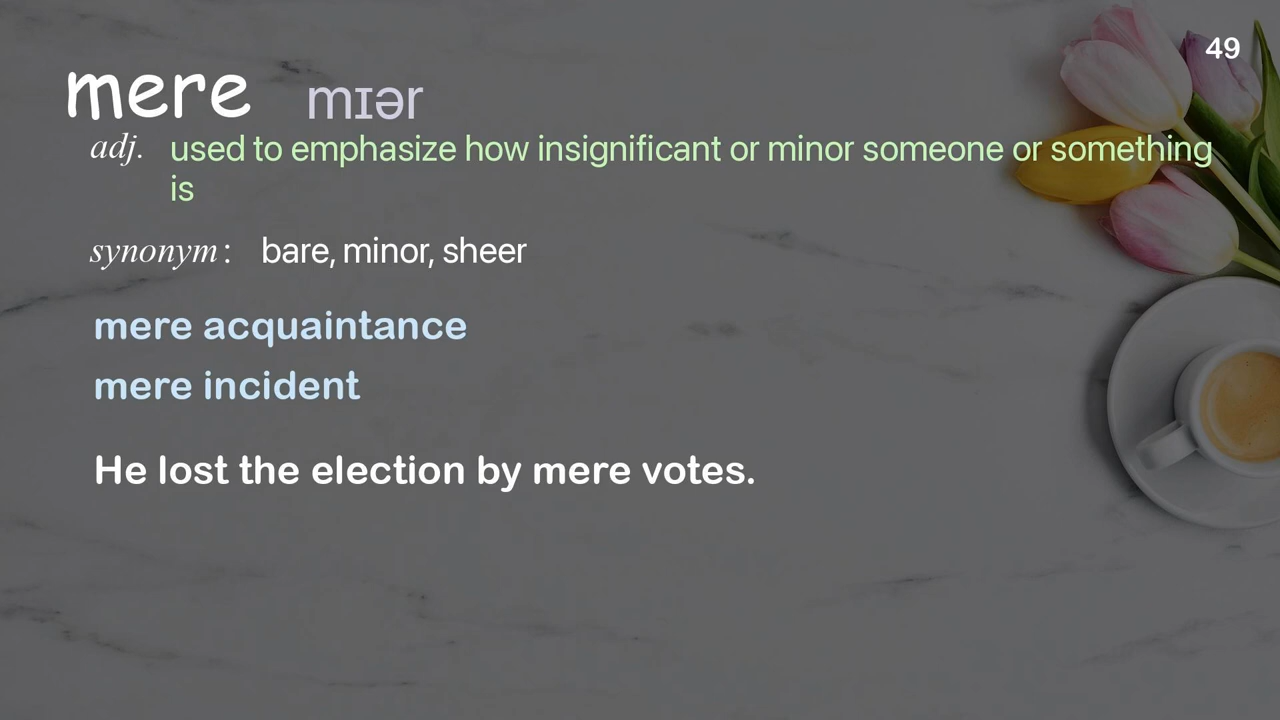 49
mere mɪər
adj. used to emphasize how insignificant or minor someone or something
is
synonym: bare, minor, sheer
mere acquaintance
mere incident
He lost the election by mere votes.